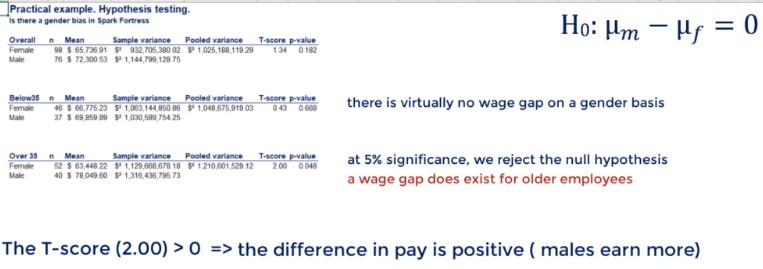 Practical example. Hypothesis testing.
Is there a gender bias in Spark Fortress
H₀: μₘ − μ_f = 0
Overall n Mean Sample variance Pooled variance T-score p-value
Female 98 $ 65,736.91 $² 932,705,380.02 $² 1,025,188,119.29 1.34 0.182
Male 76 $ 72,300.53 $² 1,144,799,128.75
Below35 n Mean Sample variance Pooled variance T-score p-value
Female 46 $ 66,775.23 $² 1,063,144,850.86 $² 1,048,675,919.03 0.43 0.668
Male 37 $ 69,859.89 $² 1,030,589,754.25
there is virtually no wage gap on a gender basis
Over 35 n Mean Sample variance Pooled variance T-score p-value
Female 52 $ 63,448.22 $² 1,129,668,678.18 $² 1,210,601,529.12 2.00 0.048
Male 40 $ 78,049.60 $² 1,316,436,795.73
at 5% significance, we reject the null hypothesis
a wage gap does exist for older employees
The T-score (2.00) > 0 => the difference in pay is positive ( males earn more)